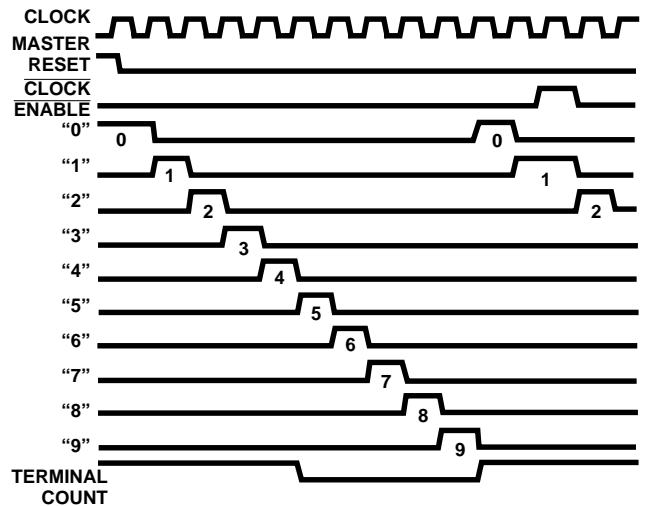 CLOCK
MASTER
RESET
CLOCK
ENABLE
“0” 0 0
“1” 1 1
“2” 2 2
“3” 3
“4” 4
“5” 5
“6” 6
“7” 7
“8” 8
“9” 9
TERMINAL
COUNT